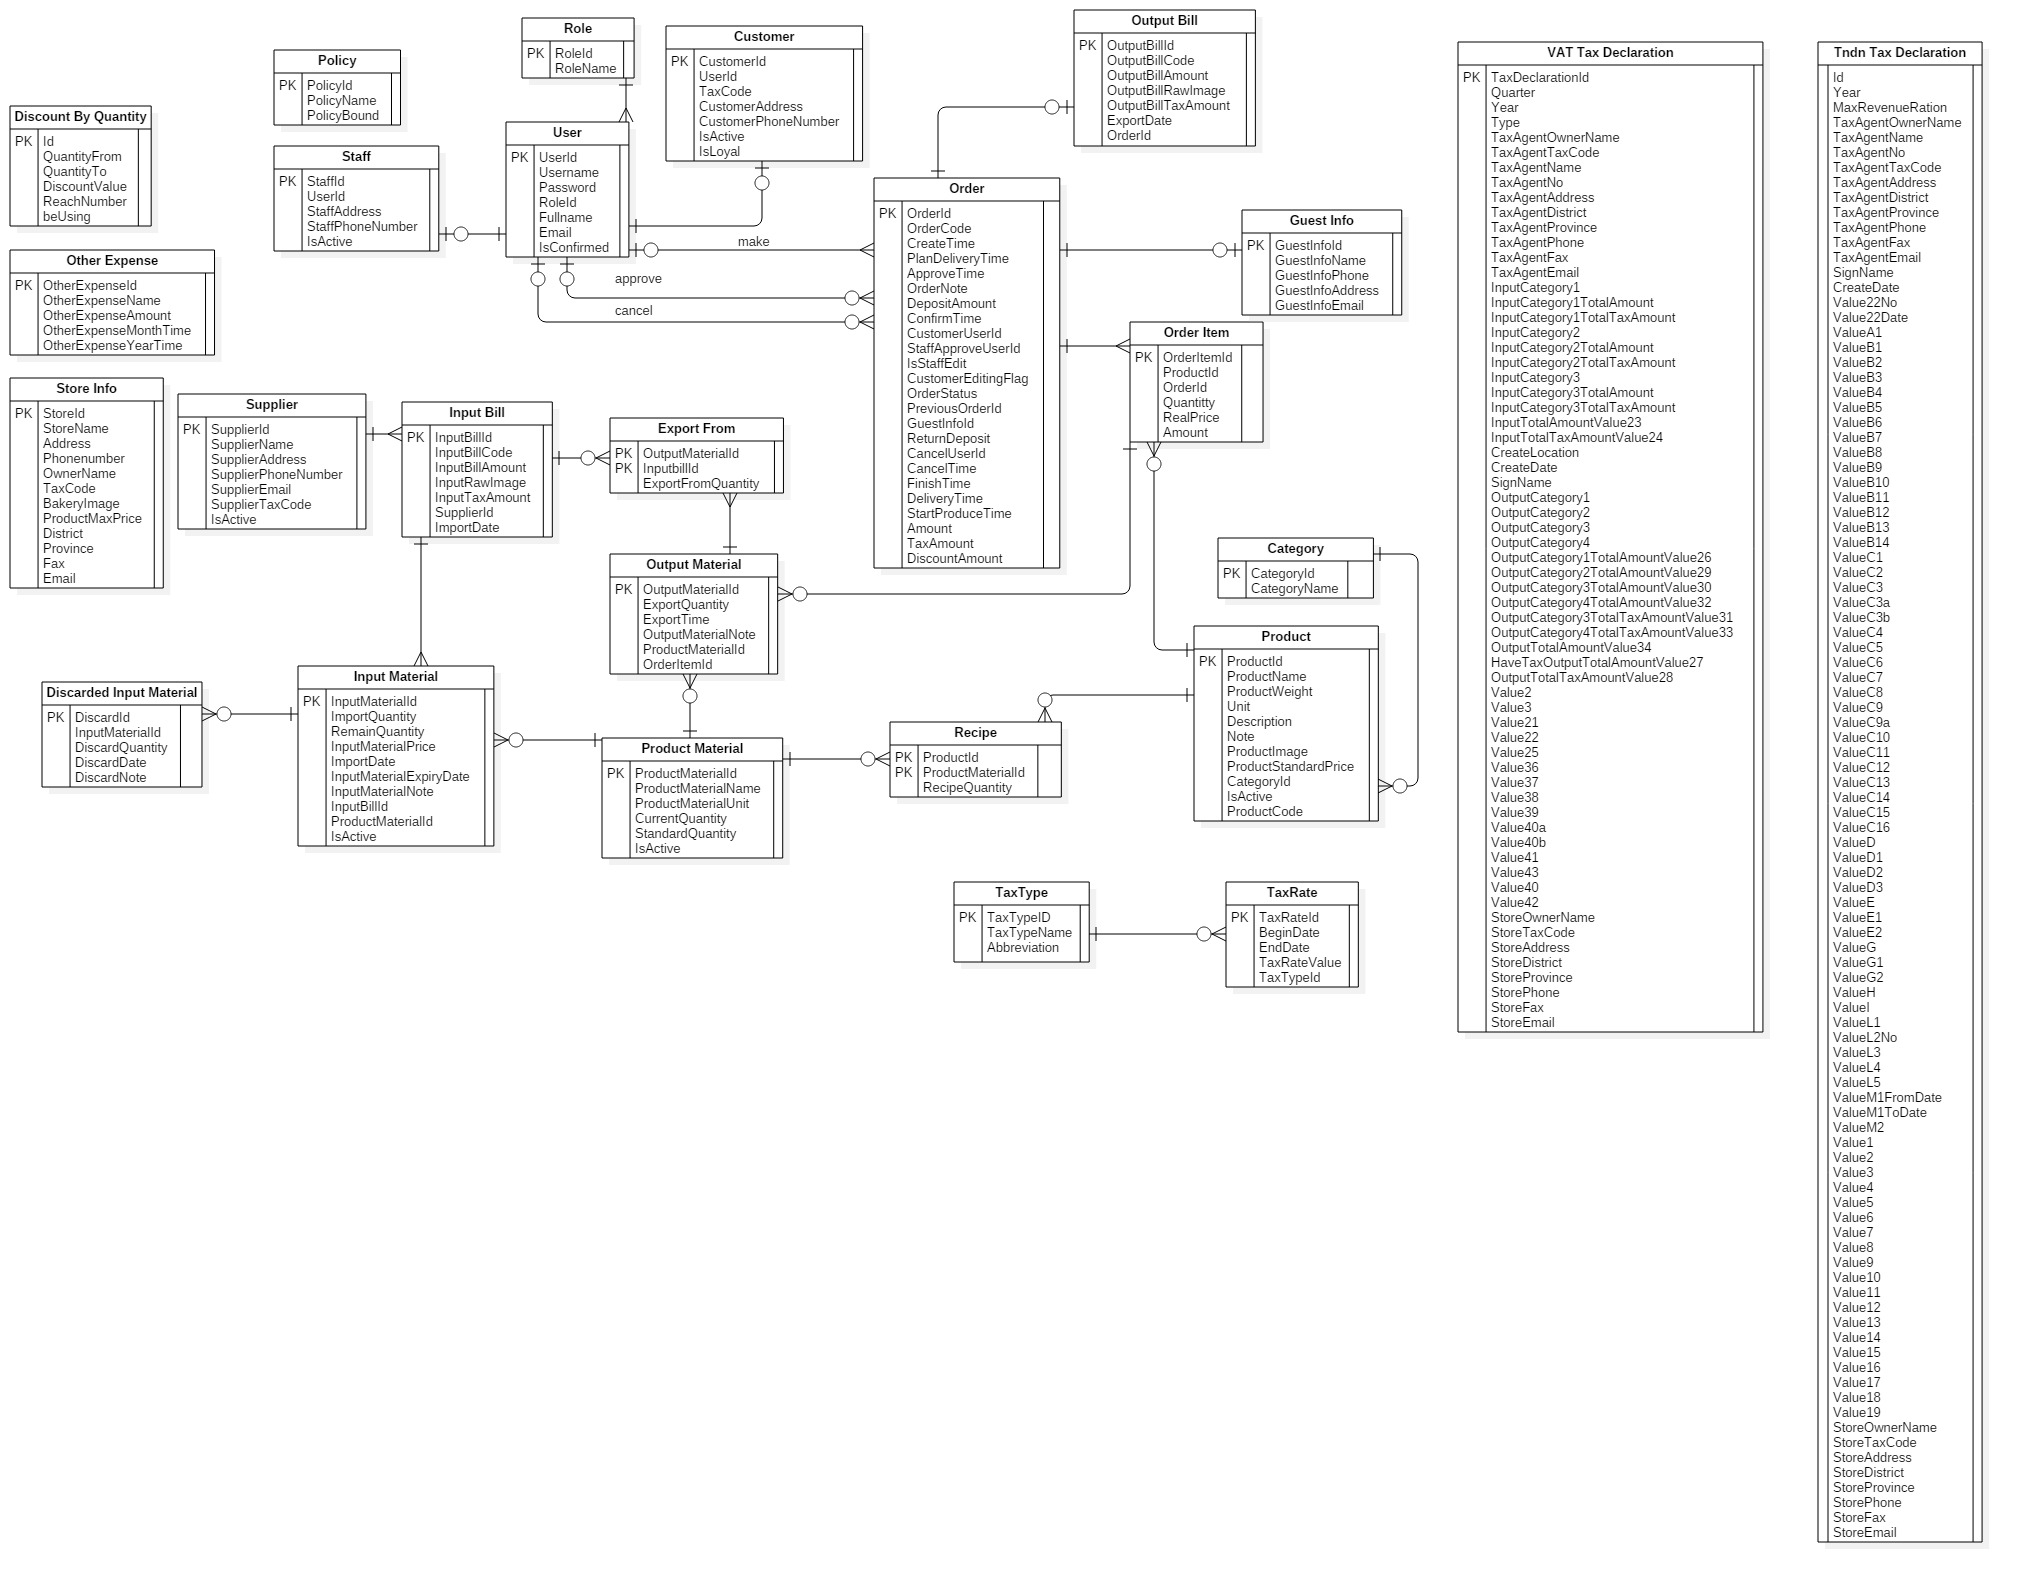 Discount By Quantity
PK Id
QuantityFrom
QuantityTo
DiscountValue
ReachNumber
beUsing
Policy
PK PolicyId
PolicyName
PolicyBound
Staff
PK StaffId
UserId
StaffAddress
StaffPhoneNumber
IsActive
Role
PK RoleId
RoleName
User
PK UserId
Username
Password
RoleId
Fullname
Email
IsConfirmed
Customer
PK CustomerId
UserId
TaxCode
CustomerAddress
CustomerPhoneNumber
IsActive
IsLoyal
make
approve
cancel
Output Bill
PK OutputBillId
OutputBillCode
OutputBillAmount
OutputBillRawImage
OutputBillTaxAmount
ExportDate
OrderId
Order
PK OrderId
OrderCode
CreateTime
PlanDeliveryTime
ApproveTime
OrderNote
DepositAmount
ConfirmTime
CustomerUserId
StaffApproveUserId
IsStaffEdit
CustomerEditingFlag
OrderStatus
PreviousOrderId
GuestInfoId
ReturnDeposit
CancelUserId
CancelTime
FinishTime
DeliveryTime
StartProduceTime
Amount
TaxAmount
DiscountAmount
Guest Info
PK GuestInfoId
GuestInfoName
GuestInfoPhone
GuestInfoAddress
GuestInfoEmail
Order Item
PK OrderItemId
ProductId
OrderId
Quantitty
RealPrice
Amount
Other Expense
PK OtherExpenseId
OtherExpenseName
OtherExpenseAmount
OtherExpenseMonthTime
OtherExpenseYearTime
Store Info
PK StoreId
StoreName
Address
Phonenumber
OwnerName
TaxCode
BakeryImage
ProductMaxPrice
District
Province
Fax
Email
Supplier
PK SupplierId
SupplierName
SupplierAddress
SupplierPhoneNumber
SupplierEmail
SupplierTaxCode
IsActive
Input Bill
PK InputBillId
InputBillCode
InputBillAmount
InputRawImage
InputTaxAmount
SupplierId
ImportDate
Export From
PK OutputMaterialId
PK InputbillId
ExportFromQuantity
Output Material
PK OutputMaterialId
ExportQuantity
ExportTime
OutputMaterialNote
ProductMaterialId
OrderItemId
Category
PK CategoryId
CategoryName
Product
PK ProductId
ProductName
ProductWeight
Unit
Description
Note
ProductImage
ProductStandardPrice
CategoryId
IsActive
ProductCode
Discarded Input Material
PK DiscardId
InputMaterialId
DiscardQuantity
DiscardDate
DiscardNote
Input Material
PK InputMaterialId
ImportQuantity
RemainQuantity
InputMaterialPrice
ImportDate
InputMaterialExpiryDate
InputMaterialNote
InputBillId
ProductMaterialId
IsActive
Product Material
PK ProductMaterialId
ProductMaterialName
ProductMaterialUnit
CurrentQuantity
StandardQuantity
IsActive
Recipe
PK ProductId
PK ProductMaterialId
RecipeQuantity
TaxType
PK TaxTypeID
TaxTypeName
Abbreviation
TaxRate
PK TaxRateId
BeginDate
EndDate
TaxRateValue
TaxTypeId
VAT Tax Declaration
PK TaxDeclarationId
Quarter
Year
Type
TaxAgentOwnerName
TaxAgentTaxCode
TaxAgentName
TaxAgentNo
TaxAgentAddress
TaxAgentDistrict
TaxAgentProvince
TaxAgentPhone
TaxAgentFax
TaxAgentEmail
InputCategory1
InputCategory1TotalAmount
InputCategory1TotalTaxAmount
InputCategory2
InputCategory2TotalAmount
InputCategory2TotalTaxAmount
InputCategory3
InputCategory3TotalAmount
InputCategory3TotalTaxAmount
InputTotalAmountValue23
InputTotalTaxAmountValue24
CreateLocation
CreateDate
SignName
OutputCategory1
OutputCategory2
OutputCategory3
OutputCategory4
OutputCategory1TotalAmountValue26
OutputCategory2TotalAmountValue29
OutputCategory3TotalAmountValue30
OutputCategory4TotalAmountValue32
OutputCategory3TotalTaxAmountValue31
OutputCategory4TotalTaxAmountValue33
OutputTotalAmountValue34
HaveTaxOutputTotalAmountValue27
OutputTotalTaxAmountValue28
Value2
Value3
Value21
Value22
Value25
Value36
Value37
Value38
Value39
Value40a
Value40b
Value41
Value43
Value40
Value42
StoreOwnerName
StoreTaxCode
StoreAddress
StoreDistrict
StoreProvince
StorePhone
StoreFax
StoreEmail
Tndn Tax Declaration
Id
Year
MaxRevenueRation
TaxAgentOwnerName
TaxAgentName
TaxAgentNo
TaxAgentTaxCode
TaxAgentAddress
TaxAgentDistrict
TaxAgentProvince
TaxAgentPhone
TaxAgentFax
TaxAgentEmail
SignName
CreateDate
Value22No
Value22Date
ValueA1
ValueB1
ValueB2
ValueB3
ValueB4
ValueB5
ValueB6
ValueB7
ValueB8
ValueB9
ValueB10
ValueB11
ValueB12
ValueB13
ValueB14
ValueC1
ValueC2
ValueC3
ValueC3a
ValueC3b
ValueC4
ValueC5
ValueC6
ValueC7
ValueC8
ValueC9
ValueC9a
ValueC10
ValueC11
ValueC12
ValueC13
ValueC14
ValueC15
ValueC16
ValueD
ValueD1
ValueD2
ValueD3
ValueE
ValueE1
ValueE2
ValueG
ValueG1
ValueG2
ValueH
ValueI
ValueL1
ValueL2No
ValueL3
ValueL4
ValueL5
ValueM1FromDate
ValueM1ToDate
ValueM2
Value1
Value2
Value3
Value4
Value5
Value6
Value7
Value8
Value9
Value10
Value11
Value12
Value13
Value14
Value15
Value16
Value17
Value18
Value19
StoreOwnerName
StoreTaxCode
StoreAddress
StoreDistrict
StoreProvince
StorePhone
StoreFax
StoreEmail